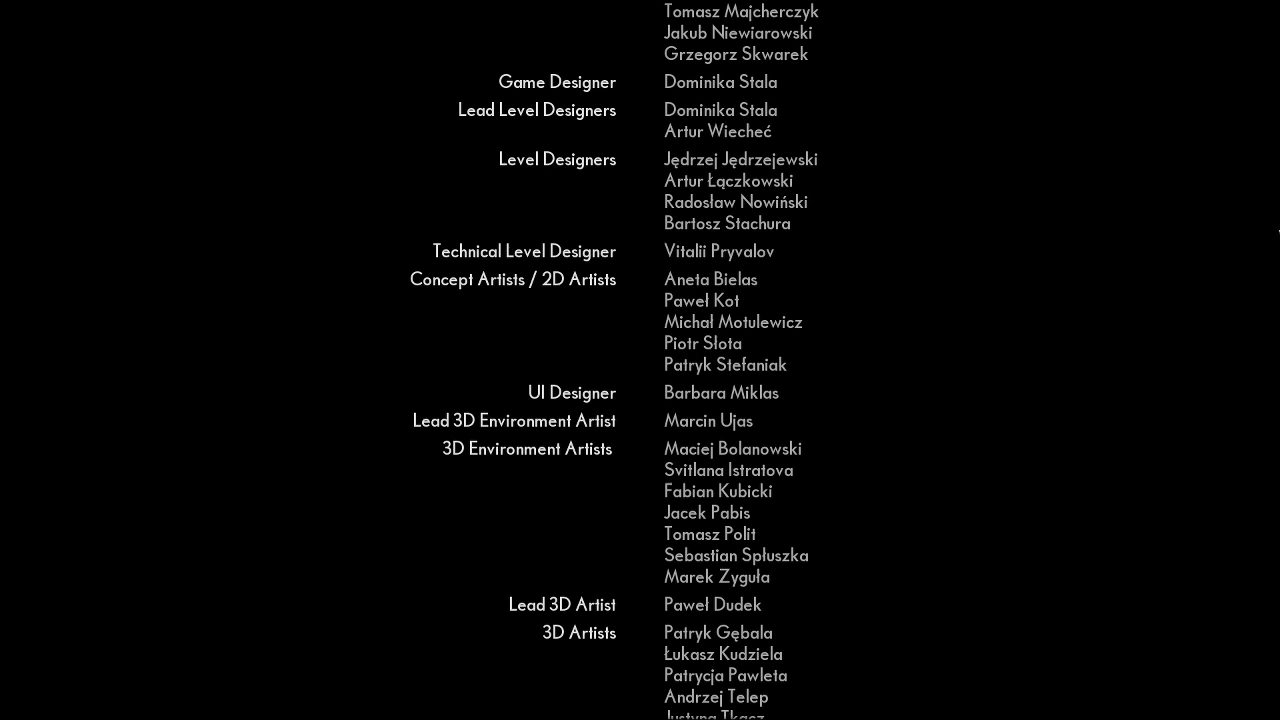 Tomasz Majcherczyk
Jakub Niewiarowski
Grzegorz Skwarek
Game Designer Dominika Stala
Lead Level Designers Dominika Stala
Artur Wiecheć
Level Designers Jędrzej Jędrzejewski
Artur Łączkowski
Radosław Nowiński
Bartosz Stachura
Technical Level Designer Vitalii Pryvalov
Concept Artists / 2D Artists Aneta Bielas
Paweł Kot
Michał Motulewicz
Piotr Słota
Patryk Stefaniak
UI Designer Barbara Miklas
Lead 3D Environment Artist Marcin Ujas
3D Environment Artists Maciej Bolanowski
Svitlana Istratova
Fabian Kubicki
Jacek Pabis
Tomasz Polit
Sebastian Spłuszka
Marek Zyguła
Lead 3D Artist Paweł Dudek
3D Artists Patryk Gębala
Łukasz Kudziela
Patrycja Pawleta
Andrzej Telep
Justyna Tkacz